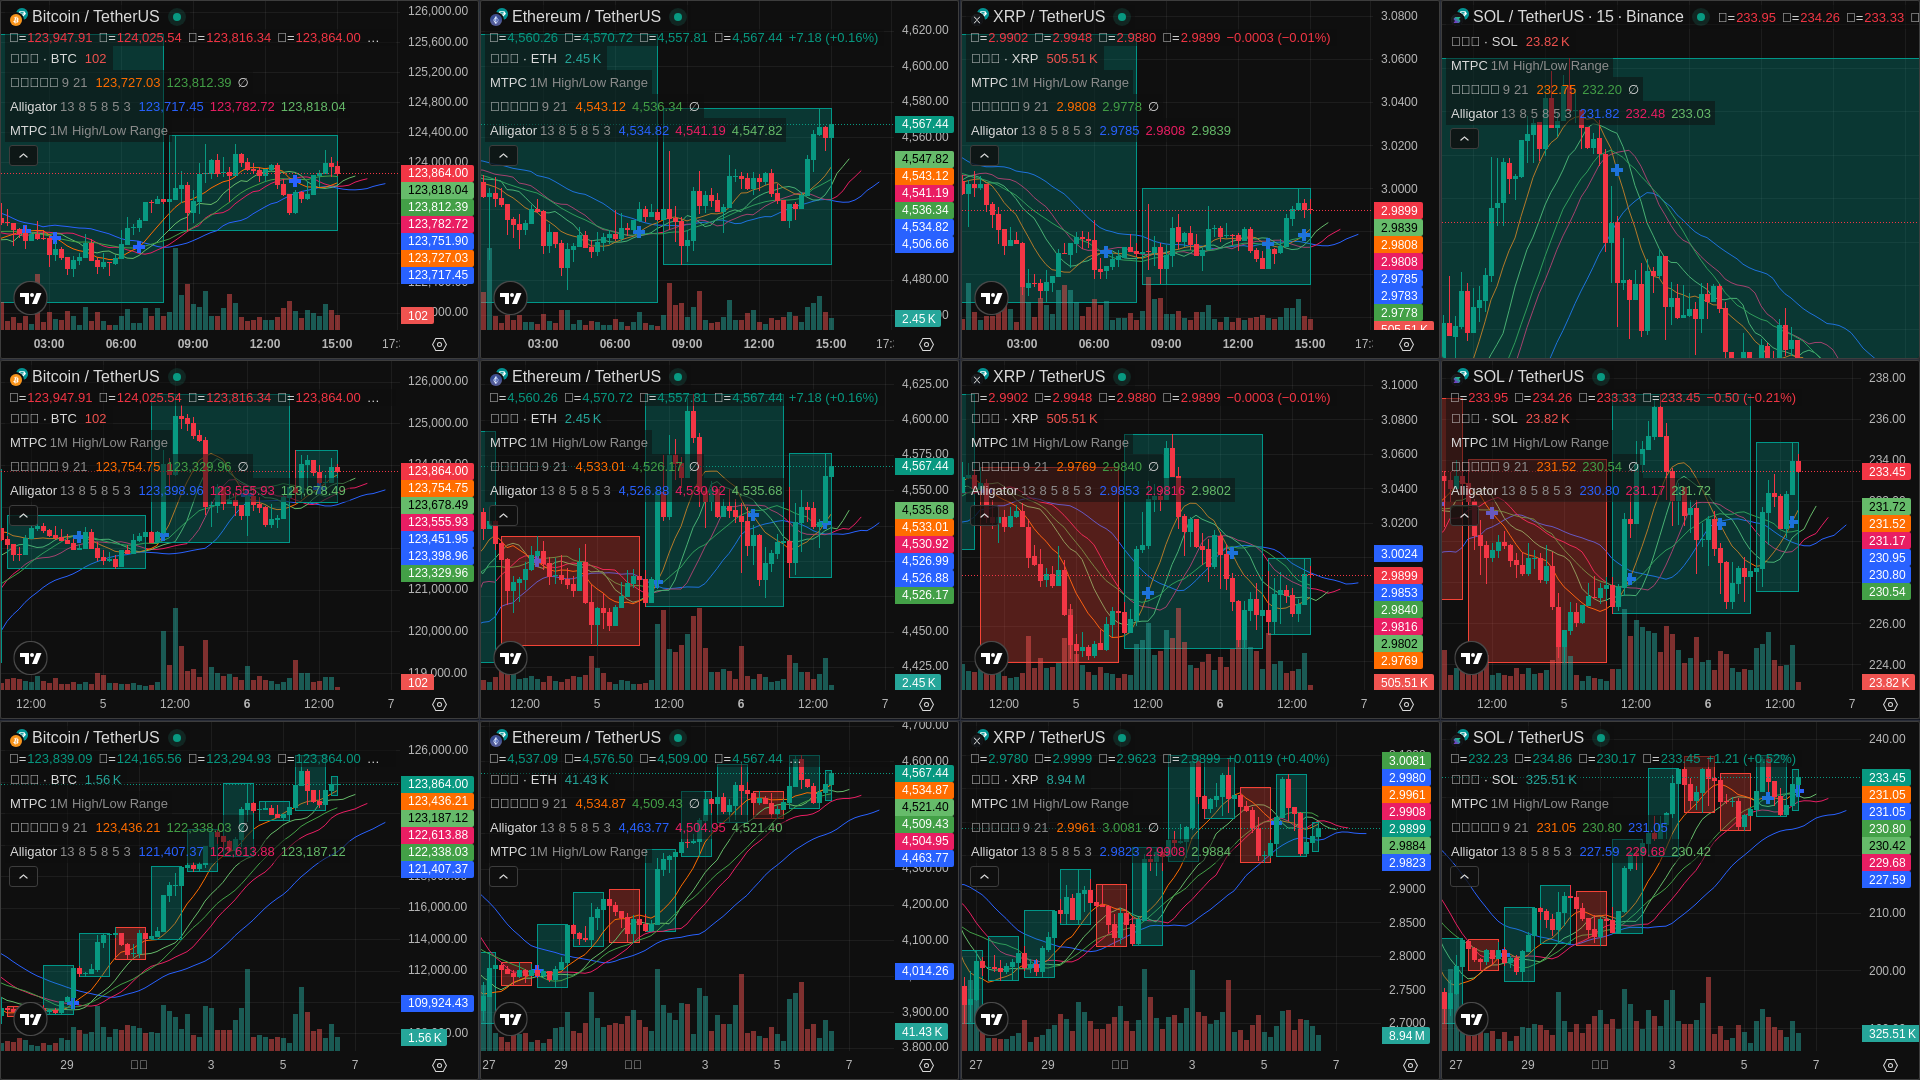 Bitcoin / TetherUS
□=123,947.91 □=124,025.54 □=123,816.34 □=123,864.00 ...
□□□ · BTC 102
□□□□□ 9 21 123,727.03 123,812.39 ∅
Alligator 13 8 5 8 5 3 123,717.45 123,782.72 123,818.04
MTPC 1M High/Low Range
126,000.00
125,600.00
125,200.00
124,800.00
124,400.00
124,000.00
123,864.00
123,818.04
123,812.39
123,782.72
123,751.90
123,727.03
123,717.45
102
03:00 06:00 09:00 12:00 15:00
Ethereum / TetherUS
□=4,560.26 □=4,570.72 □=4,557.81 □=4,567.44 +7.18 (+0.16%)
□□□ · ETH 2.45 K
MTPC 1M High/Low Range
□□□□□ 9 21 4,543.12 4,536.34 ∅
Alligator 13 8 5 8 5 3 4,534.82 4,541.19 4,547.82
4,620.00
4,600.00
4,580.00
4,567.44
4,560.00
4,547.82
4,543.12
4,541.19
4,536.34
4,534.82
4,506.66
4,480.00
2.45 K
03:00 06:00 09:00 12:00 15:00
XRP / TetherUS
□=2.9902 □=2.9948 □=2.9880 □=2.9899 −0.0003 (−0.01%)
□□□ · XRP 505.51 K
MTPC 1M High/Low Range
□□□□□ 9 21 2.9808 2.9778 ∅
Alligator 13 8 5 8 5 3 2.9785 2.9808 2.9839
3.0800
3.0600
3.0400
3.0200
3.0000
2.9899
2.9839
2.9808
2.9808
2.9785
2.9783
2.9778
505.51 K
03:00 06:00 09:00 12:00 15:00
SOL / TetherUS · 15 · Binance □=233.95 □=234.26 □=233.33
□□□ · SOL 23.82 K
MTPC 1M High/Low Range
□□□□□ 9 21 232.75 232.20 ∅
Alligator 13 8 5 8 5 3 231.82 232.48 233.03
Bitcoin / TetherUS
□=123,947.91 □=124,025.54 □=123,816.34 □=123,864.00 ...
□□□ · BTC 102
MTPC 1M High/Low Range
□□□□□ 9 21 123,754.75 123,329.96 ∅
Alligator 13 8 5 8 5 3 123,398.96 123,555.93 123,678.49
126,000.00
125,000.00
124,000.00
123,864.00
123,754.75
123,678.49
123,555.93
123,451.95
123,398.96
123,329.96
121,000.00
120,000.00
102
12:00 5 12:00 6 12:00 7
Ethereum / TetherUS
□=4,560.26 □=4,570.72 □=4,557.81 □=4,567.44 +7.18 (+0.16%)
□□□ · ETH 2.45 K
MTPC 1M High/Low Range
□□□□□ 9 21 4,533.01 4,526.17 ∅
Alligator 13 8 5 8 5 3 4,526.88 4,530.92 4,535.68
4,625.00
4,600.00
4,575.00
4,567.44
4,550.00
4,535.68
4,533.01
4,530.92
4,526.99
4,526.88
4,526.17
4,450.00
4,425.00
2.45 K
12:00 5 12:00 6 12:00 7
XRP / TetherUS
□=2.9902 □=2.9948 □=2.9880 □=2.9899 −0.0003 (−0.01%)
□□□ · XRP 505.51 K
MTPC 1M High/Low Range
□□□□□ 9 21 2.9769 2.9840 ∅
Alligator 13 8 5 8 5 3 2.9853 2.9816 2.9802
3.1000
3.0800
3.0600
3.0400
3.0200
3.0024
2.9899
2.9853
2.9840
2.9816
2.9802
2.9769
505.51 K
12:00 5 12:00 6 12:00 7
SOL / TetherUS
□=233.95 □=234.26 □=233.33 □=233.45 −0.50 (−0.21%)
□□□ · SOL 23.82 K
MTPC 1M High/Low Range
□□□□□ 9 21 231.52 230.54 ∅
Alligator 13 8 5 8 5 3 230.80 231.17 231.72
238.00
236.00
234.00
233.45
231.72
231.52
231.17
230.95
230.80
230.54
226.00
224.00
23.82 K
12:00 5 12:00 6 12:00 7
Bitcoin / TetherUS
□=123,839.09 □=124,165.56 □=123,294.93 □=123,864.00 ...
□□□ · BTC 1.56 K
MTPC 1M High/Low Range
□□□□□ 9 21 123,436.21 122,338.03 ∅
Alligator 13 8 5 8 5 3 121,407.37 122,613.88 123,187.12
126,000.00
123,864.00
123,436.21
123,187.12
122,613.88
122,338.03
121,407.37
116,000.00
114,000.00
112,000.00
109,924.43
1.56 K
29 □□ 3 5 7
Ethereum / TetherUS
□=4,537.09 □=4,576.50 □=4,509.00 □=4,567.44 ...
□□□ · ETH 41.43 K
□□□□□ 9 21 4,534.87 4,509.43 ∅
Alligator 13 8 5 8 5 3 4,463.77 4,504.95 4,521.40
MTPC 1M High/Low Range
4,700.00
4,567.44
4,534.87
4,521.40
4,509.43
4,504.95
4,463.77
4,300.00
4,200.00
4,100.00
4,014.26
3,900.00
41.43 K
3,800.00
27 29 □□ 3 5 7
XRP / TetherUS
□=2.9780 □=2.9999 □=2.9623 □=2.9899 +0.0119 (+0.40%)
□□□ · XRP 8.94 M
MTPC 1M High/Low Range
□□□□□ 9 21 2.9961 3.0081 ∅
Alligator 13 8 5 8 5 3 2.9823 2.9908 2.9884
3.0081
2.9980
2.9961
2.9908
2.9899
2.9884
2.9823
2.9000
2.8500
2.8000
2.7500
2.7000
8.94 M
27 29 □□ 3 5 7
SOL / TetherUS
□=232.23 □=234.86 □=230.17 □=233.45 +1.21 (+0.52%)
□□□ · SOL 325.51 K
MTPC 1M High/Low Range
□□□□□ 9 21 231.05 230.80 231.05
Alligator 13 8 5 8 5 3 227.59 229.68 230.42
240.00
233.45
231.05
231.05
230.80
230.42
229.68
227.59
210.00
200.00
325.51 K
27 29 □□ 3 5 7